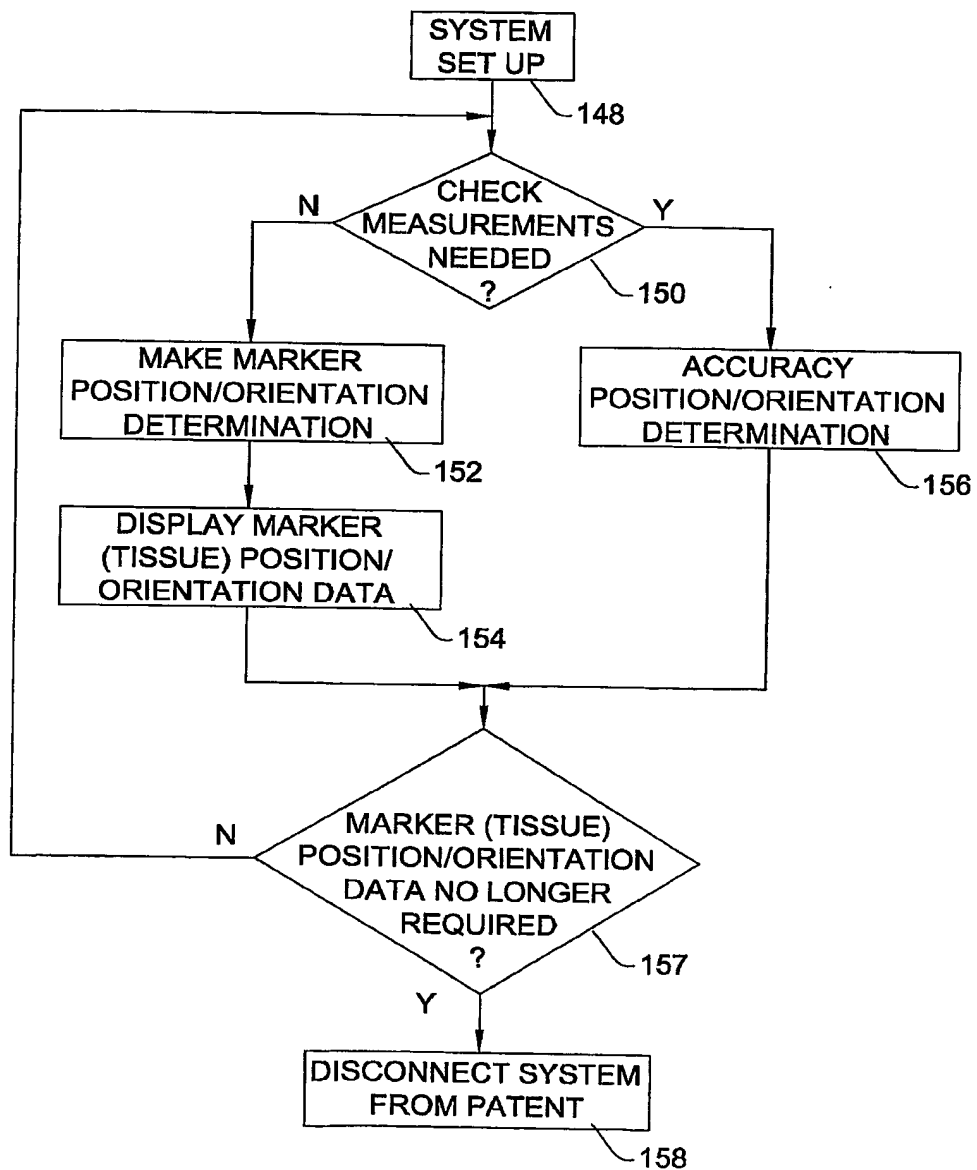 SYSTEM
SET UP
148
CHECK
MEASUREMENTS
NEEDED
?
N
Y
150
MAKE MARKER
POSITION/ORIENTATION
DETERMINATION
152
ACCURACY
POSITION/ORIENTATION
DETERMINATION
156
DISPLAY MARKER
(TISSUE) POSITION/
ORIENTATION DATA
154
N
MARKER (TISSUE)
POSITION/ORIENTATION
DATA NO LONGER
REQUIRED
?
157
Y
DISCONNECT SYSTEM
FROM PATENT
158